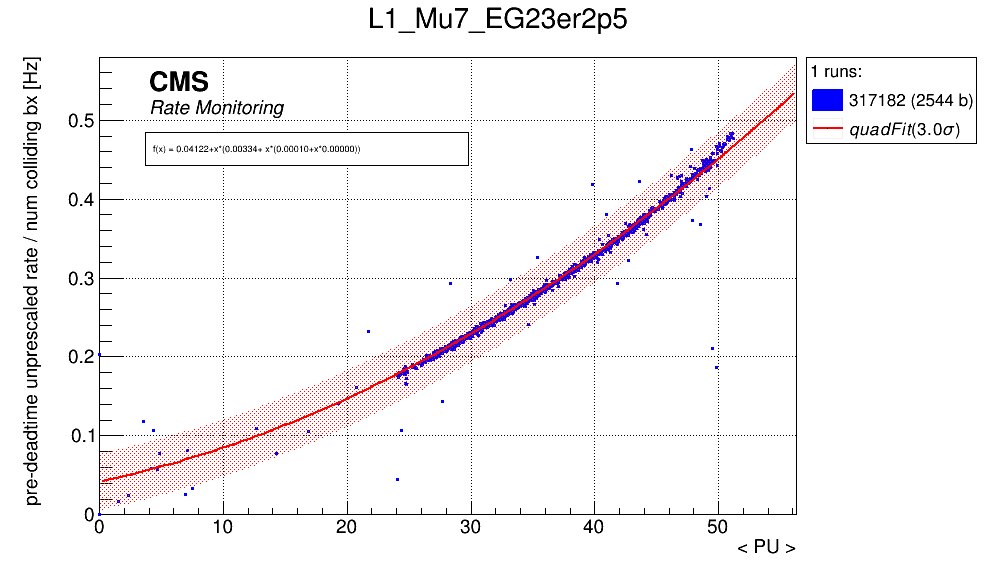 L1_Mu7_EG23er2p5
pre-deadtime unprescaled rate / num colliding bx [Hz]
CMS
Rate Monitoring
f(x) = 0.04122+x*(0.00334+ x*(0.00010+x*0.00000))
1 runs:
317182 (2544 b)
quadFit(3.0σ)
0.5
0.4
0.3
0.2
0.1
0
0 10 20 30 40 50
< PU >